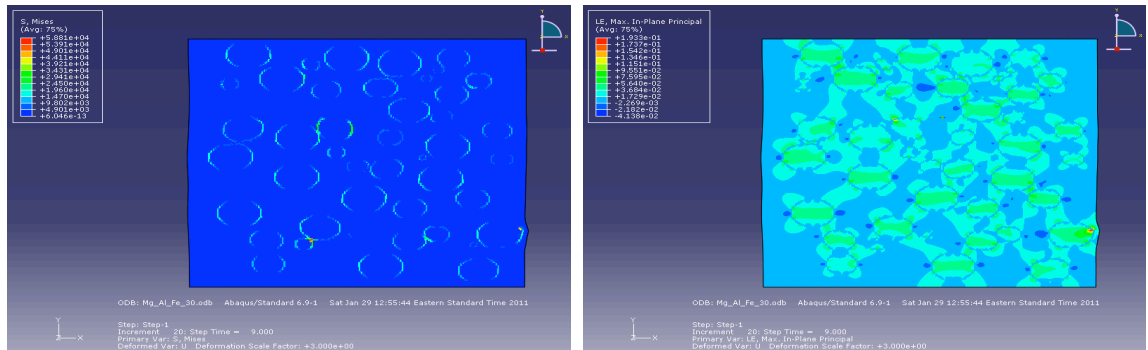 S, Mises
(Avg: 75%)
+5.881e+04
+5.391e+04
+4.901e+04
+4.411e+04
+3.921e+04
+3.431e+04
+2.941e+04
+2.450e+04
+1.960e+04
+1.470e+04
+9.802e+03
+4.901e+03
+6.046e-13
Y
X
ODB: Mg_Al_Fe_30.odb Abaqus/Standard 6.9-1 Sat Jan 29 12:55:44 Eastern Standard Time 2011
Y
X
Z
Step: Step-1
Increment 20: Step Time = 9.000
Primary Var: S, Mises
Deformed Var: U Deformation Scale Factor: +3.000e+00
LE, Max. In-Plane Principal
(Avg: 75%)
+1.933e-01
+1.737e-01
+1.542e-01
+1.346e-01
+1.151e-01
+9.551e-02
+7.595e-02
+5.640e-02
+3.684e-02
+1.729e-02
-2.269e-03
-2.182e-02
-4.138e-02
Y
X
ODB: Mg_Al_Fe_30.odb Abaqus/Standard 6.9-1 Sat Jan 29 12:55:44 Eastern Standard Time 2011
Y
X
Z
Step: Step-1
Increment 20: Step Time = 9.000
Primary Var: LE, Max. In-Plane Principal
Deformed Var: U Deformation Scale Factor: +3.000e+00